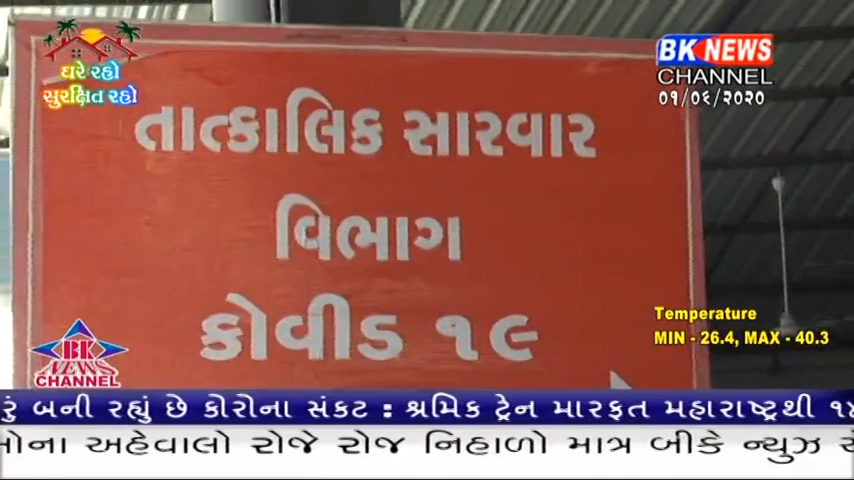 ઘરે રહો
સુરક્ષિત રહો
BK NEWS
CHANNEL
૦૧/૦૬/૨૦૨૦
તાત્કાલિક સારવાર
વિભાગ
કોવીડ ૧૯
Temperature
MIN - 26.4, MAX - 40.3
BK
NEWS
CHANNEL
બની રહ્યું છે કોરોના સંકટ : શ્રમિક ટ્રેન મારફત મહારાષ્ટ્રથી
અહેવાલો રોજે રોજ નિહાળો માત્ર બીકે ન્યુઝ